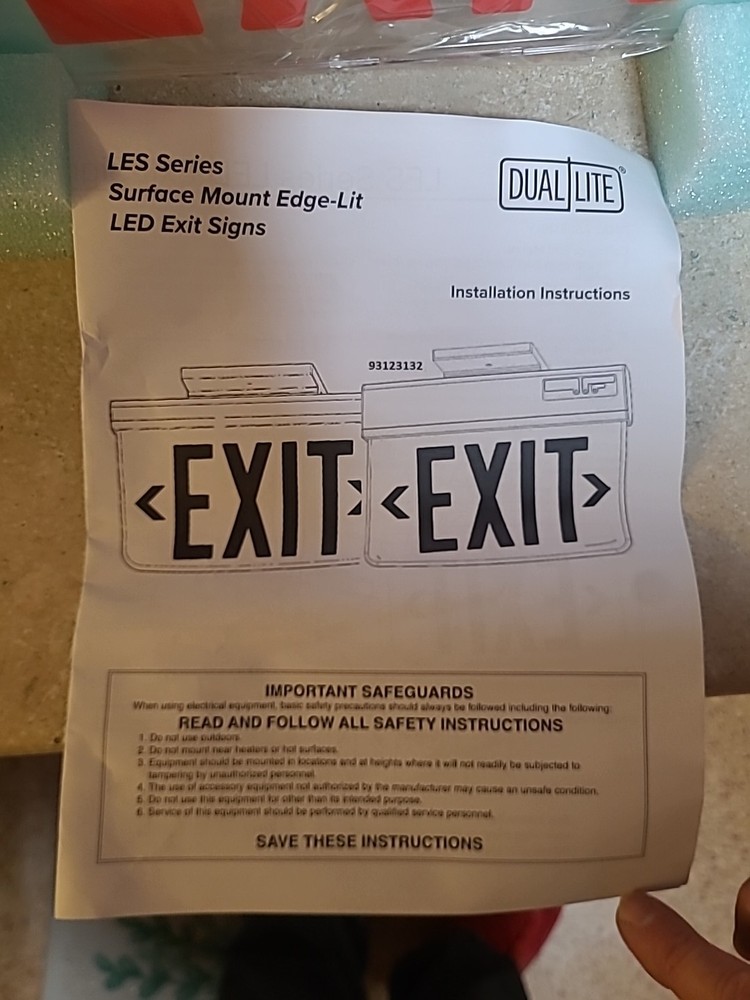 LES Series
Surface Mount Edge-Lit
LED Exit Signs
DUAL LITE®
Installation Instructions
93123132
<EXIT>
<EXIT>
IMPORTANT SAFEGUARDS
When using electrical equipment, basic safety precautions should always be followed including the following:
READ AND FOLLOW ALL SAFETY INSTRUCTIONS
1. Do not use outdoors.
2. Do not mount near heaters or hot surfaces.
3. Equipment should be mounted in locations and at heights where it will not readily be subjected to
tampering by unauthorized personnel.
4. The use of accessory equipment not authorized by the manufacturer may cause an unsafe condition.
5. Do not use this equipment for other than its intended purpose.
6. Service of this equipment should be performed by qualified service personnel.
SAVE THESE INSTRUCTIONS